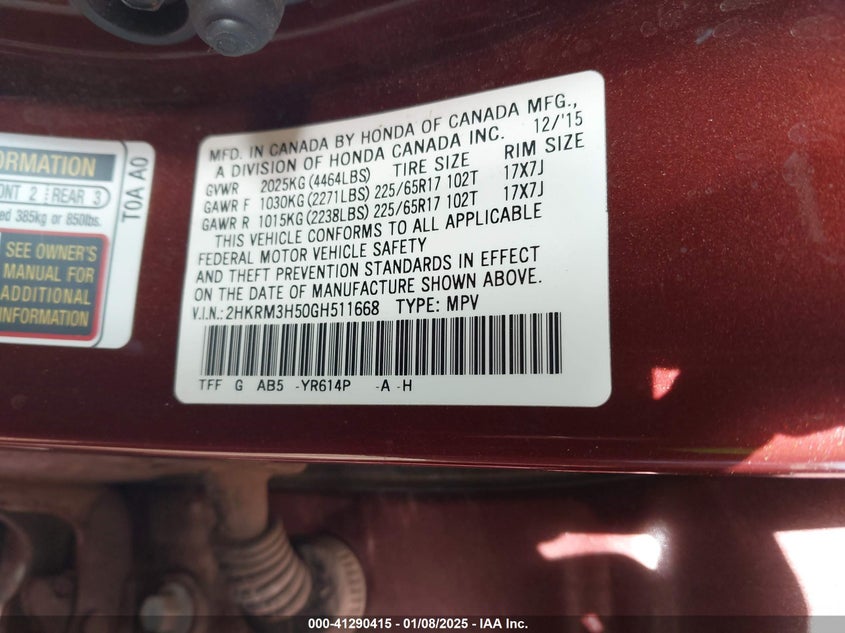 ORMATION
ONT 2 REAR 3
ed 385kg or 850lbs.
SEE OWNER'S
MANUAL FOR
ADDITIONAL
INFORMATION
T0A A0
MFD. IN CANADA BY HONDA OF CANADA MFG.,
A DIVISION OF HONDA CANADA INC. 12/'15
GVWR 2025KG (4464LBS) TIRE SIZE RIM SIZE
GAWR F 1030KG (2271LBS) 225/65R17 102T 17X7J
GAWR R 1015KG (2238LBS) 225/65R17 102T 17X7J
THIS VEHICLE CONFORMS TO ALL APPLICABLE
FEDERAL MOTOR VEHICLE SAFETY
AND THEFT PREVENTION STANDARDS IN EFFECT
ON THE DATE OF MANUFACTURE SHOWN ABOVE.
V.I.N.: 2HKRM3H50GH511668 TYPE: MPV
TFF G AB5 -YR614P -A -H
000-41290415 - 01/08/2025 - IAA Inc.